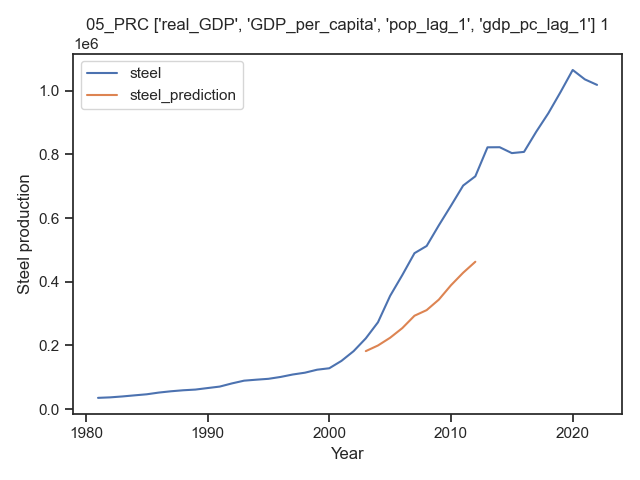 05_PRC ['real_GDP', 'GDP_per_capita', 'pop_lag_1', 'gdp_pc_lag_1'] 1
1e6
steel
steel_prediction
1.0
0.8
0.6
0.4
0.2
0.0
Steel production
1980
1990
2000
2010
2020
Year